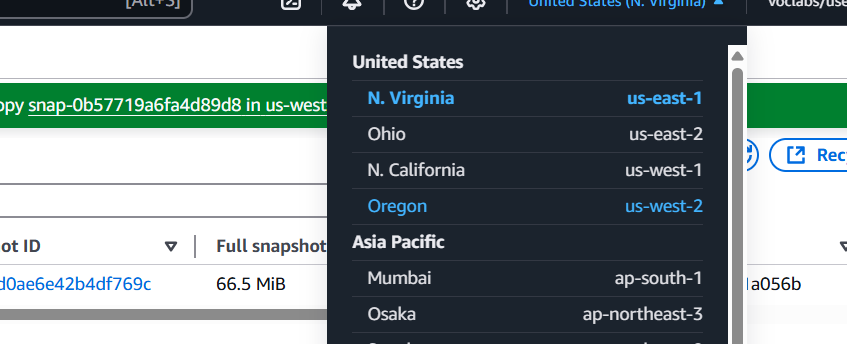 [Alt+S]
United States (N. Virginia)
voclabs/use
United States
N. Virginia us-east-1
opy snap-0b57719a6fa4d89d8 in us-west
Ohio us-east-2
N. California us-west-1
Rec
Oregon us-west-2
ot ID Full snapshot
Asia Pacific
d0ae6e42b4df769c 66.5 MiB
Mumbai ap-south-1
1a056b
Osaka ap-northeast-3